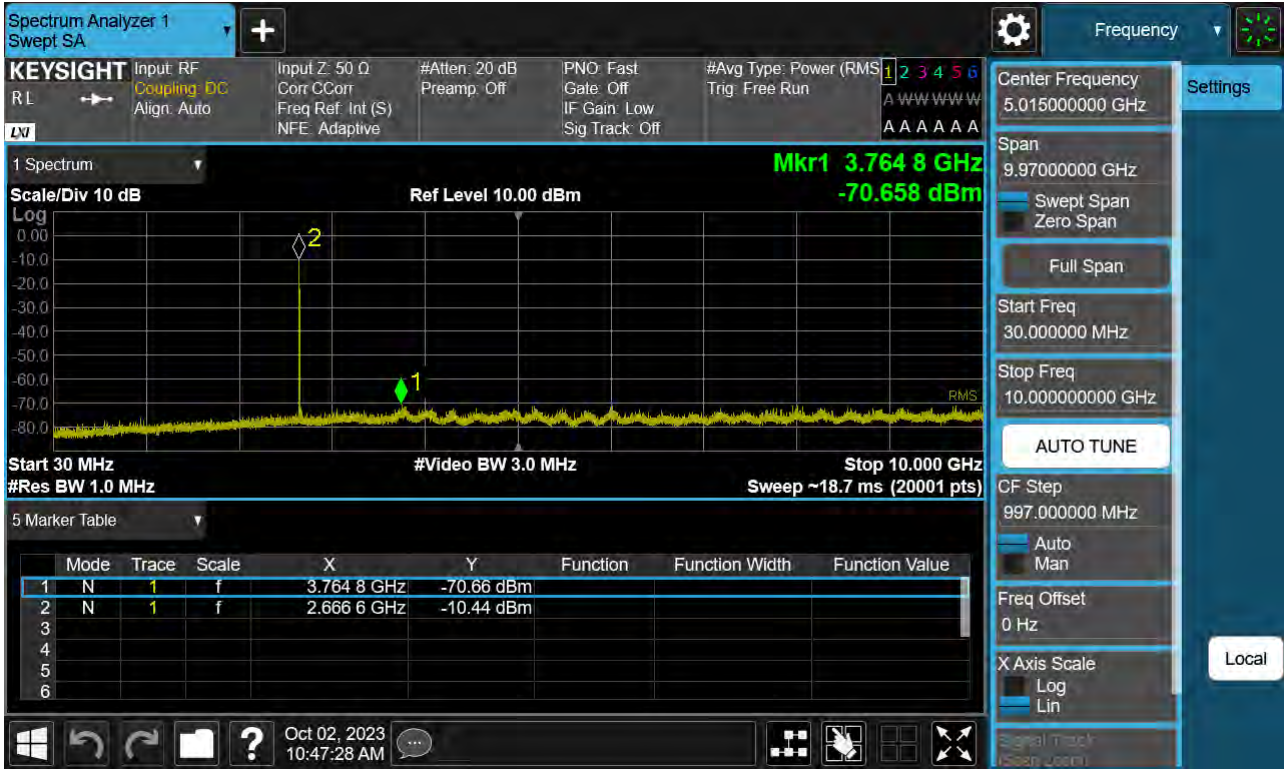 Spectrum Analyzer 1
Swept SA
+
Frequency
KEYSIGHT
RL
LXI
Input: RF
Coupling: DC
Align: Auto
Input Z: 50 Ω
Corr CCorr
Freq Ref: Int (S)
NFE: Adaptive
#Atten: 20 dB
Preamp: Off
PNO: Fast
Gate: Off
IF Gain: Low
Sig Track: Off
#Avg Type: Power (RMS
Trig: Free Run
1 2 3 4 5 6
A W W W W W
A A A A A A
1 Spectrum
Mkr1 3.764 8 GHz
-70.658 dBm
Scale/Div 10 dB
Ref Level 10.00 dBm
Log
0.00
-10.0
-20.0
-30.0
-40.0
-50.0
-60.0
-70.0
-80.0
2
1
RMS
Start 30 MHz
#Video BW 3.0 MHz
Stop 10.000 GHz
#Res BW 1.0 MHz
Sweep ~18.7 ms (20001 pts)
5 Marker Table
Mode Trace Scale X Y Function Function Width Function Value
1 N 1 f 3.764 8 GHz -70.66 dBm
2 N 1 f 2.666 6 GHz -10.44 dBm
3
4
5
6
Center Frequency
5.015000000 GHz
Settings
Span
9.97000000 GHz
Swept Span
Zero Span
Full Span
Start Freq
30.000000 MHz
Stop Freq
10.000000000 GHz
AUTO TUNE
CF Step
997.000000 MHz
Auto
Man
Freq Offset
0 Hz
X Axis Scale
Log
Lin
Signal Track
(Span Zoom)
Local
?
Oct 02, 2023
10:47:28 AM